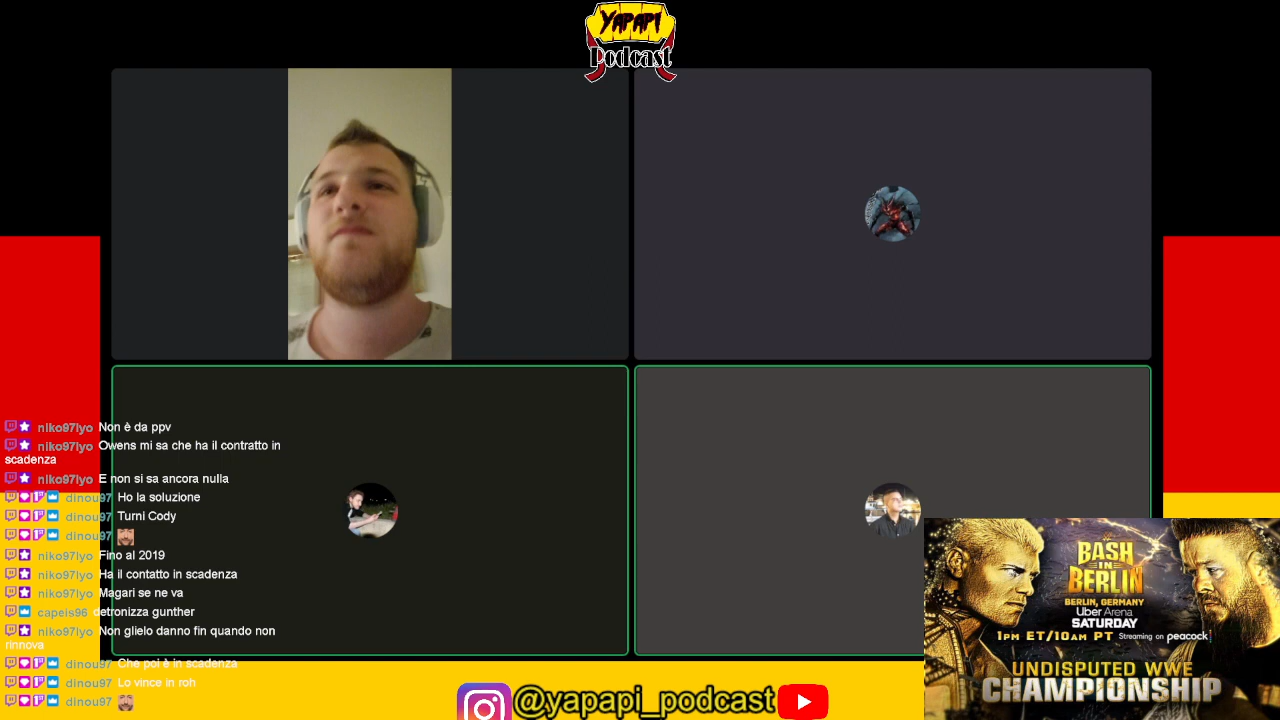 YAPAPI
Podcast
niko97lyo Non è da ppv
niko97lyo Owens mi sa che ha il contratto in
scadenza
niko97lyo E non si sa ancora nulla
dinou97 Ho la soluzione
dinou97 Turni Cody
dinou97
niko97lyo Fino al 2019
niko97lyo Ha il contatto in scadenza
niko97lyo Magari se ne va
capeis96 detronizza gunther
niko97lyo Non glielo danno fin quando non
rinnova
dinou97 Che poi è in scadenza
dinou97 Lo vince in roh
dinou97
BASH
IN
BERLIN
BERLIN, GERMANY
Uber Arena
SATURDAY
1PM ET/10AM PT Streaming on peacock
UNDISPUTED WWE
CHAMPIONSHIP
@yapapi_podcast